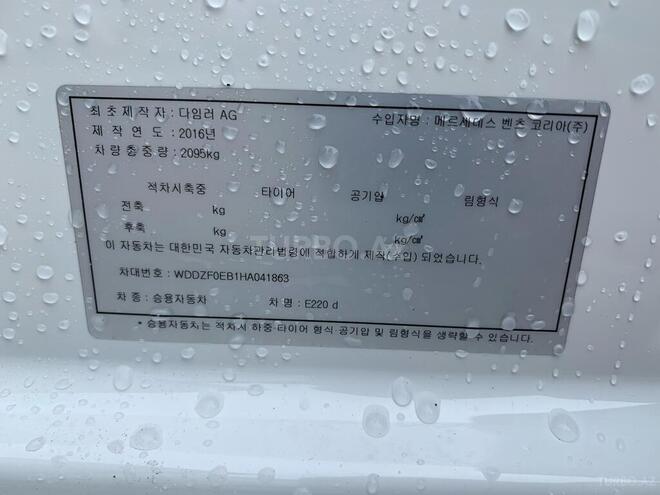 최초제작자 : 다임러 AG
수입자명 : 메르세데스 벤츠 코리아(주)
제 작 연 도 : 2016년
차 량 총 중 량 : 2095kg
적차시축중 타이어 공기압 림형식
전축 kg kg/㎠
후축 kg kg/㎠
이 자동차는 대한민국 자동차관리법령에 적합하게 제작(수입) 되었습니다.
차대번호 : WDDZF0EB1HA041863
차 종 : 승용자동차 차 명 : E220 d
* 승용자동차는 적차시 하중·타이어 형식·공기압 및 림형식을 생략할 수 있습니다.
TURBO.AZ
TURBO.AZ